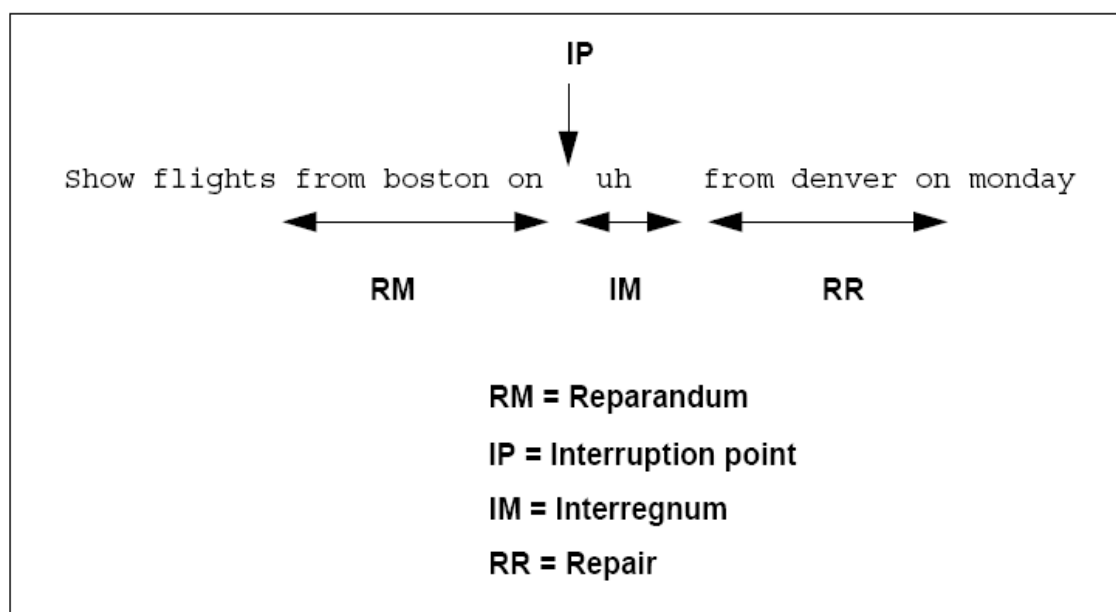 IP
Show flights from boston on uh from denver on monday
RM IM RR
RM = Reparandum
IP = Interruption point
IM = Interregnum
RR = Repair